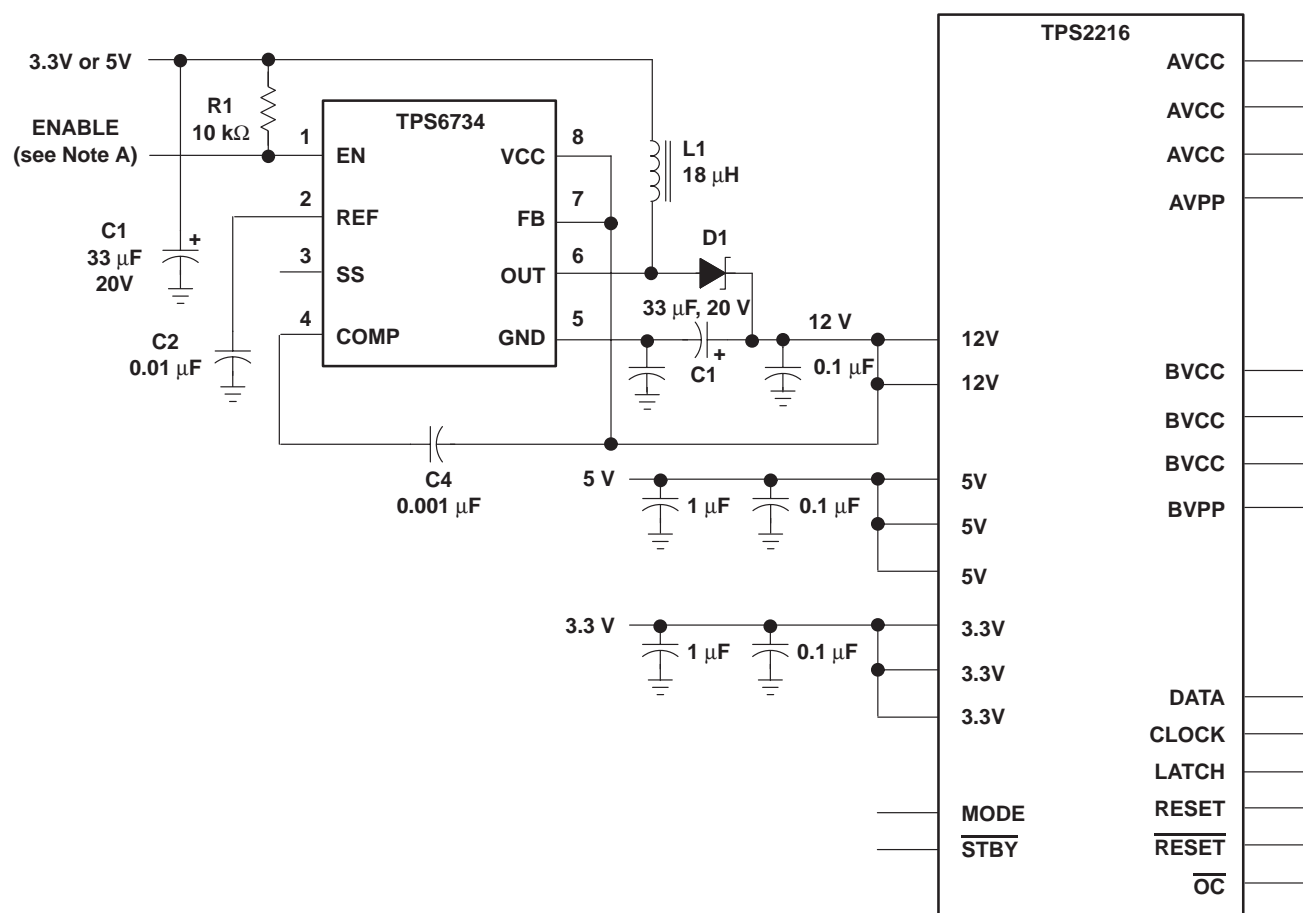 TPS2216
3.3V or 5V
R1
10 kΩ
ENABLE
(see Note A)
TPS6734
1
EN
2
REF
3
SS
4
COMP
8
VCC
7
FB
6
OUT
5
GND
C1
33 μF
20V
+
C2
0.01 μF
C4
0.001 μF
L1
18 μH
D1
33 μF, 20 V
+
C1
12 V
0.1 μF
5 V
1 μF
0.1 μF
3.3 V
1 μF
0.1 μF
12V
12V
5V
5V
5V
3.3V
3.3V
3.3V
MODE
STBY
AVCC
AVCC
AVCC
AVPP
BVCC
BVCC
BVCC
BVPP
DATA
CLOCK
LATCH
RESET
RESET
OC